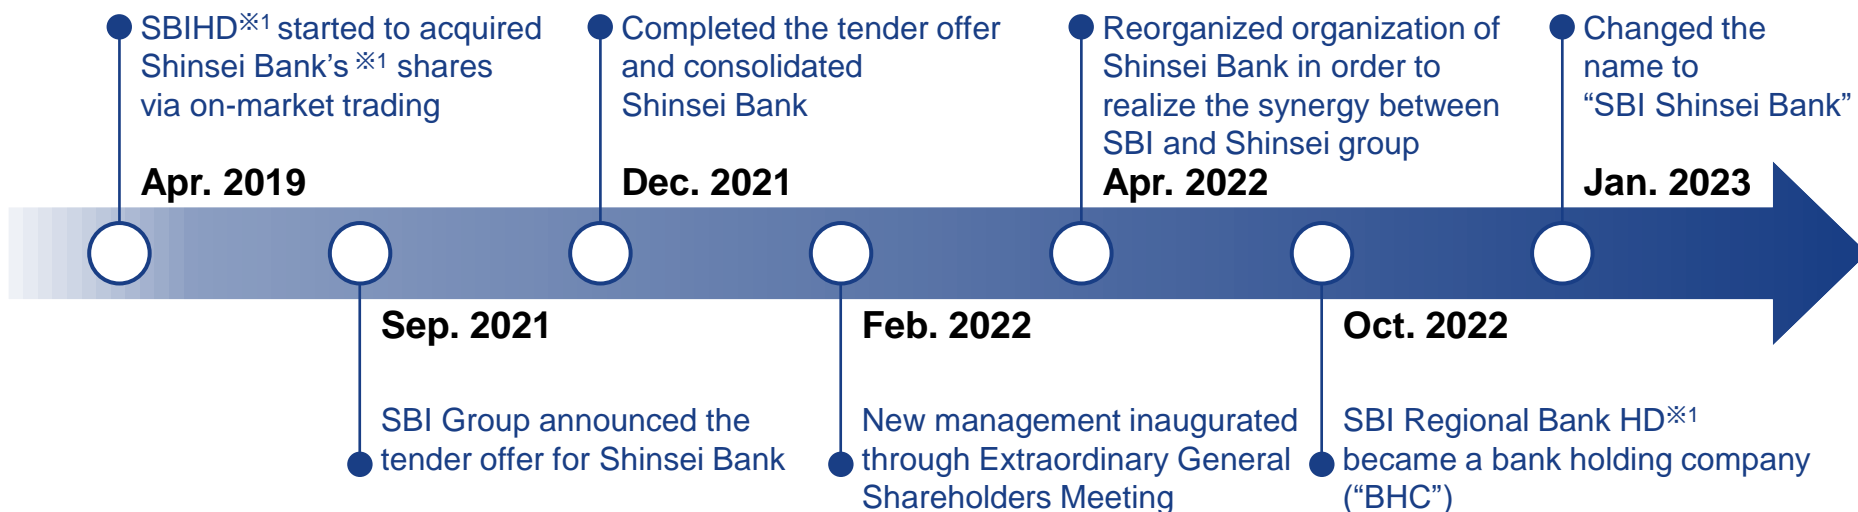 SBIHD※1 started to acquired
Shinsei Bank’s ※1 shares
via on-market trading
Apr. 2019
Completed the tender offer
and consolidated
Shinsei Bank
Dec. 2021
Reorganized organization of
Shinsei Bank in order to
realize the synergy between
SBI and Shinsei group
Apr. 2022
Changed the
name to
“SBI Shinsei Bank”
Jan. 2023
Sep. 2021
SBI Group announced the
tender offer for Shinsei Bank
Feb. 2022
New management inaugurated
through Extraordinary General
Shareholders Meeting
Oct. 2022
SBI Regional Bank HD※1
became a bank holding company
(“BHC”)